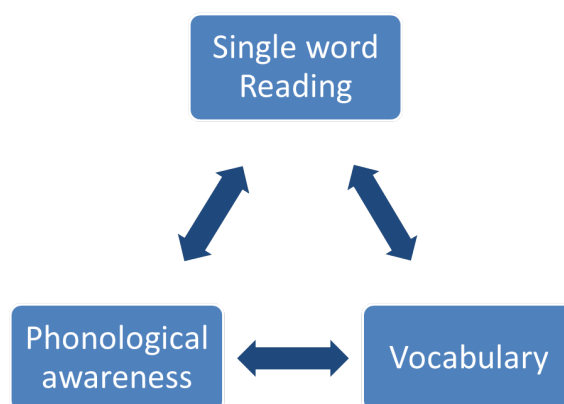 Single word
Reading
Phonological
awareness
Vocabulary